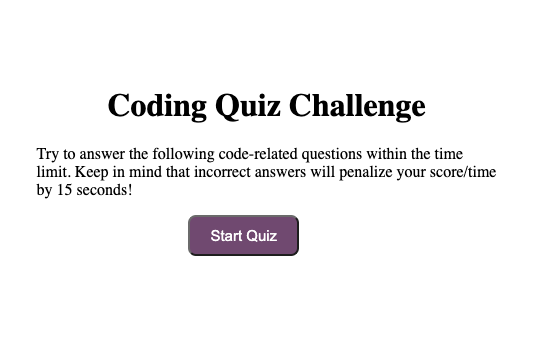 Coding Quiz Challenge
Try to answer the following code-related questions within the time
limit. Keep in mind that incorrect answers will penalize your score/time
by 15 seconds!
Start Quiz